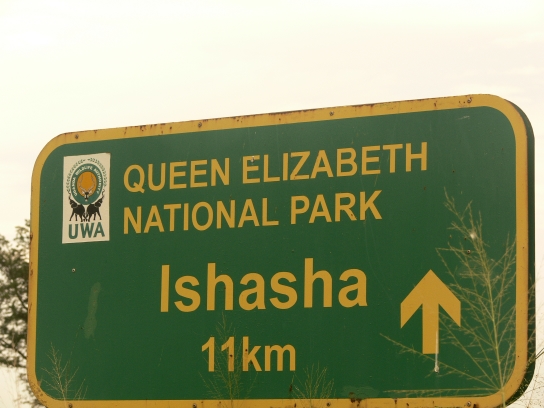 QUEEN ELIZABETH
NATIONAL PARK
UWA
Ishasha
11km